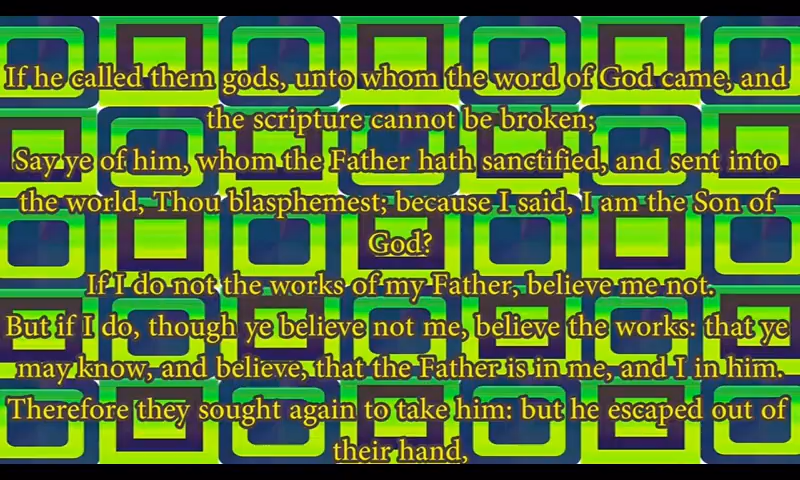 If he called them gods, unto whom the word of God came, and
the scripture cannot be broken;
Say ye of him, whom the Father hath sanctified, and sent into
the world, Thou blasphemest; because I said, I am the Son of
God?
If I do not the works of my Father, believe me not.
But if I do, though ye believe not me, believe the works: that ye
may know, and believe, that the Father is in me, and I in him.
Therefore they sought again to take him: but he escaped out of
their hand,